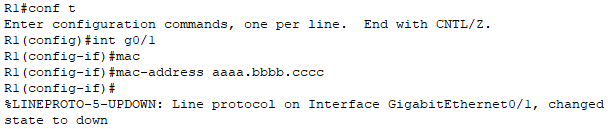 R1#conf t
Enter configuration commands, one per line.  End with CNTL/Z.
R1(config)#int g0/1
R1(config-if)#mac
R1(config-if)#mac-address aaaa.bbbb.cccc
R1(config-if)#
%LINEPROTO-5-UPDOWN: Line protocol on Interface GigabitEthernet0/1, changed
state to down